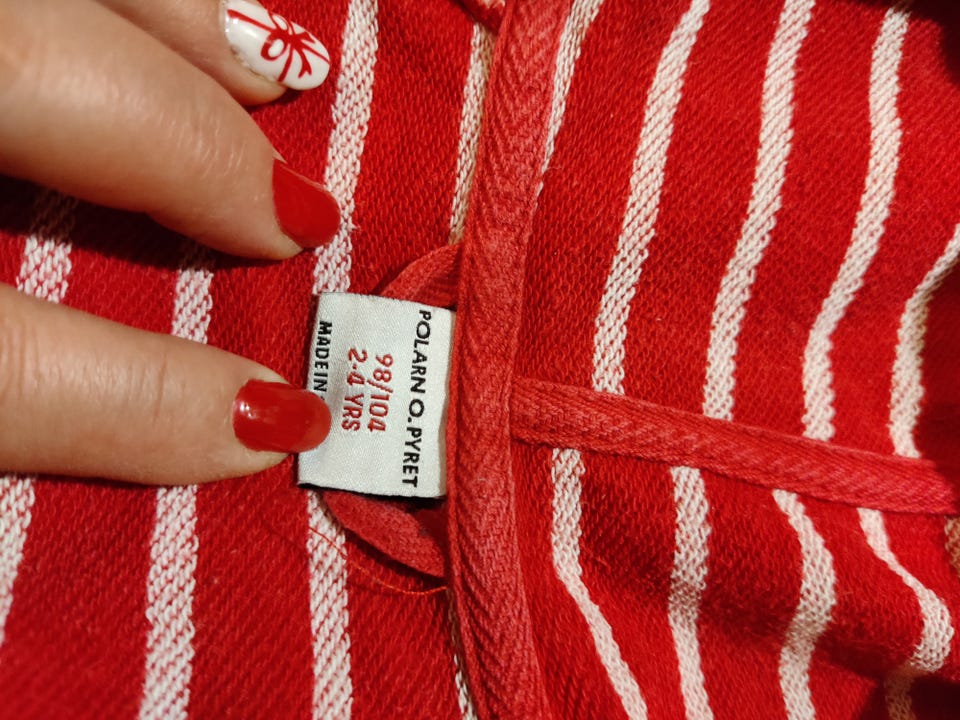 POLARN O. PYRET
98/104
2-4 YRS
MADE IN